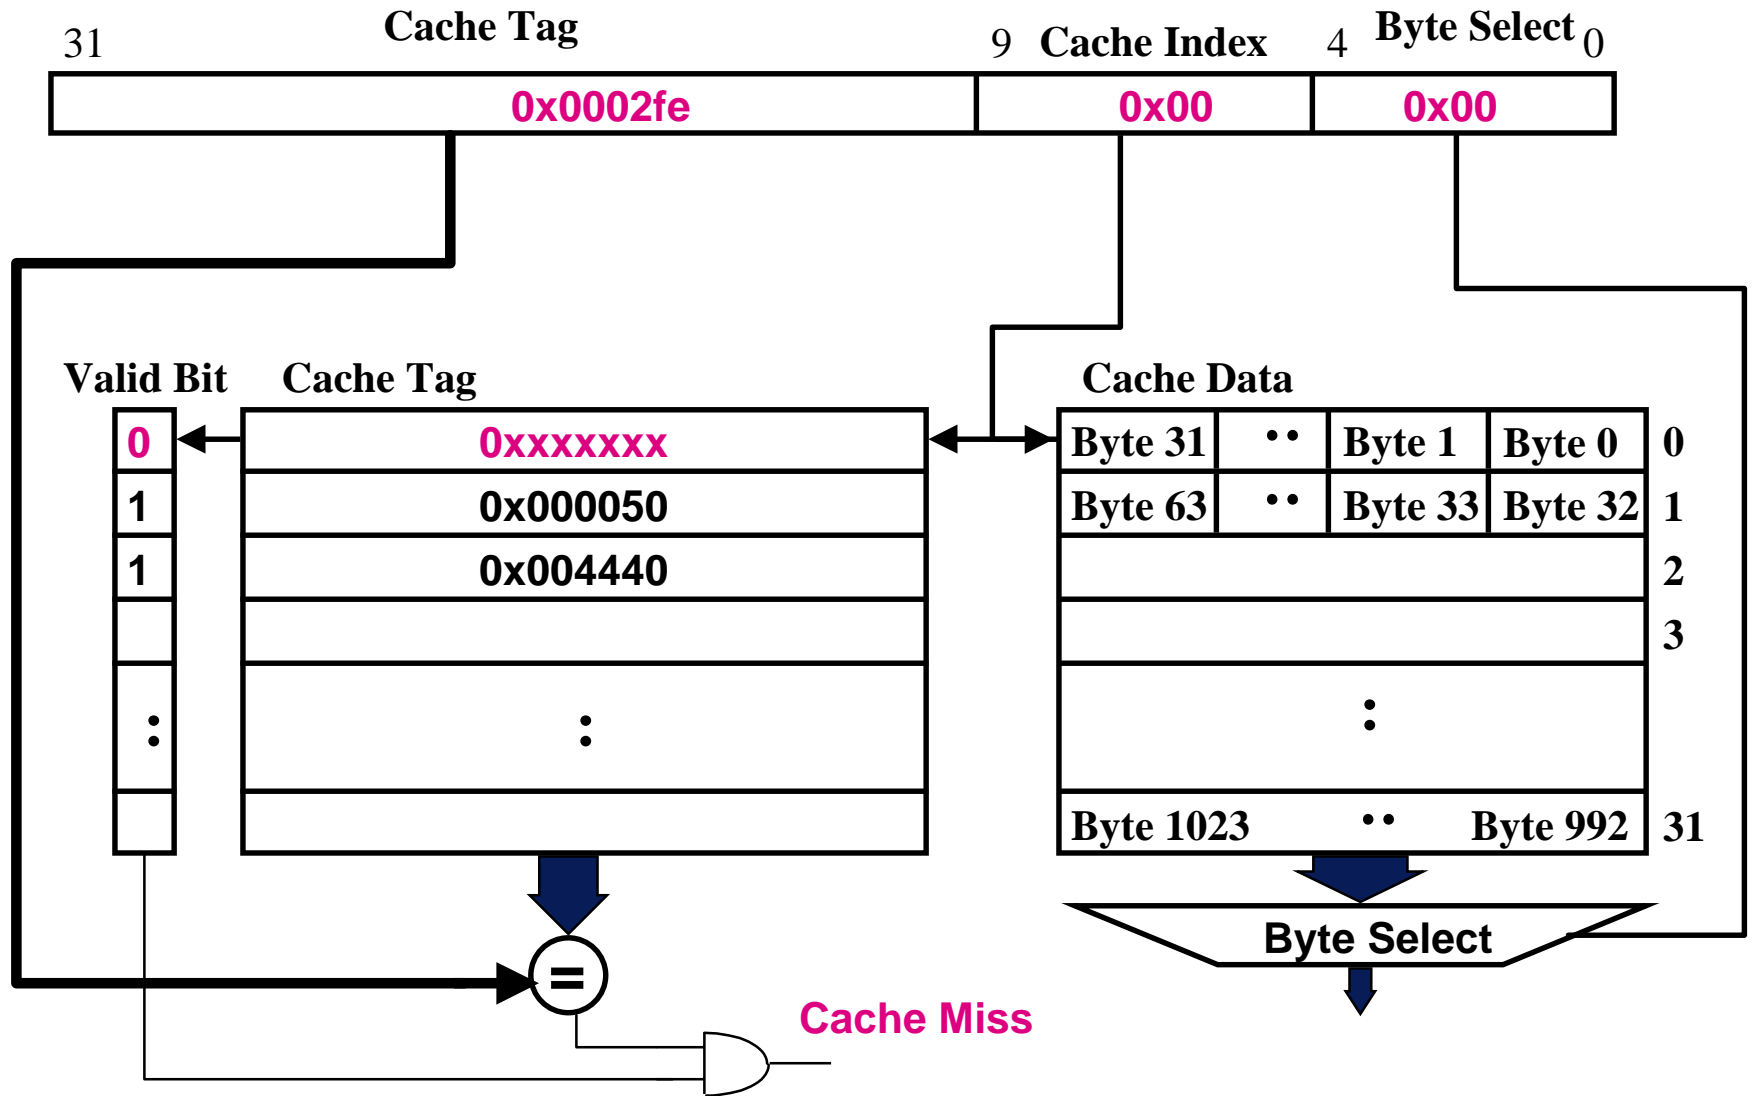 31 Cache Tag 9 Cache Index 4 Byte Select 0
0x0002fe 0x00 0x00
Valid Bit Cache Tag Cache Data
0 0xxxxxxx Byte 31 .. Byte 1 Byte 0 0
1 0x000050 Byte 63 .. Byte 33 Byte 32 1
1 0x004440 2
3
: : :
Byte 1023 .. Byte 992 31
Byte Select
=
Cache Miss